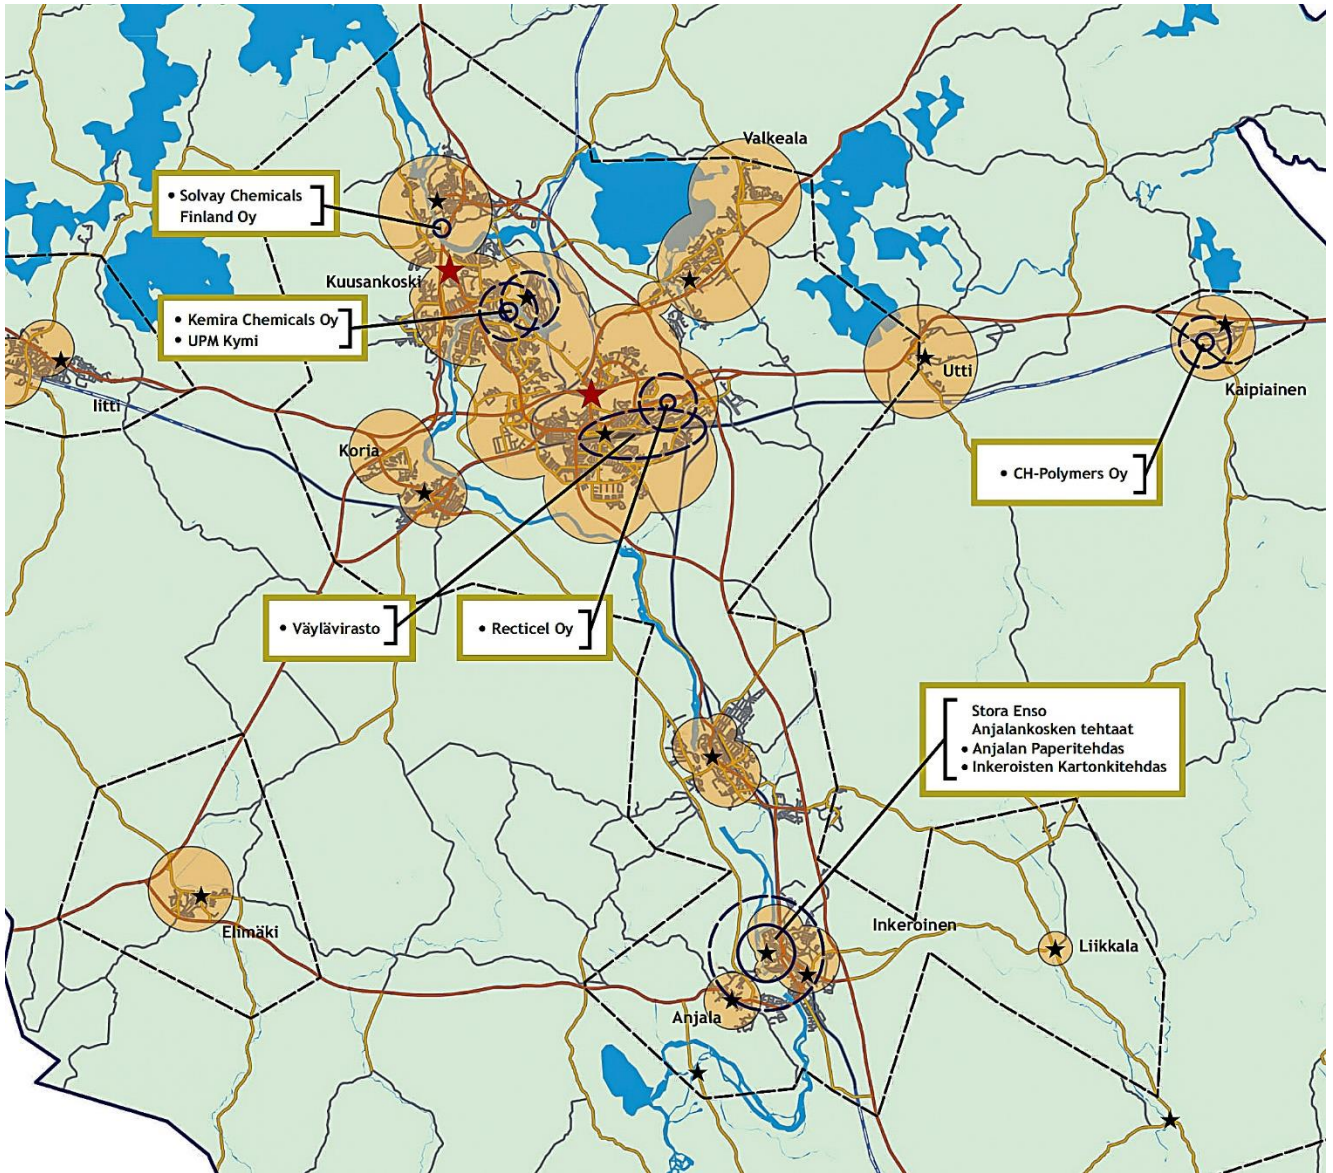 Valkeala
• Solvay Chemicals
Finland Oy
Kuusankoski
• Kemira Chemicals Oy
• UPM Kymi
Iitti
Utti
Kaipiainen
Koria
• CH-Polymers Oy
• Väylävirasto
• Recticel Oy
Stora Enso
Anjalankosken tehtaat
• Anjalan Paperitehdas
• Inkeroisten Kartonkitehdas
Elimäki
Inkeroinen
Liikkala
Anjala